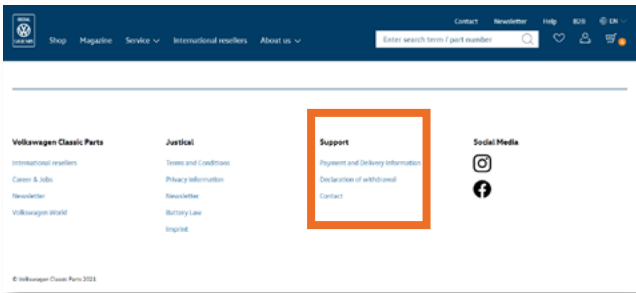 Contact Newsletter Help B2B EN
Shop Magazine Service International resellers About us Enter search term / part number
Volkswagen Classic Parts
International resellers
Career & Jobs
Newsletter
Volkswagen World
Justical
Terms and Conditions
Privacy Information
Newsletter
Battery Law
Imprint
Support
Payment and Delivery Information
Declaration of withdrawal
Contact
Social Media
© Volkswagen Classic Parts 2021